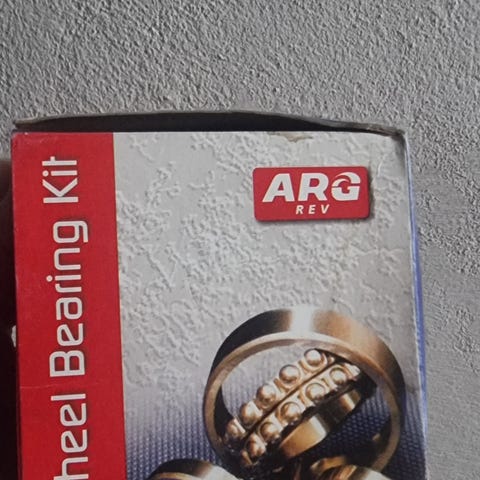 ARG
REV
heel Bearing Kit